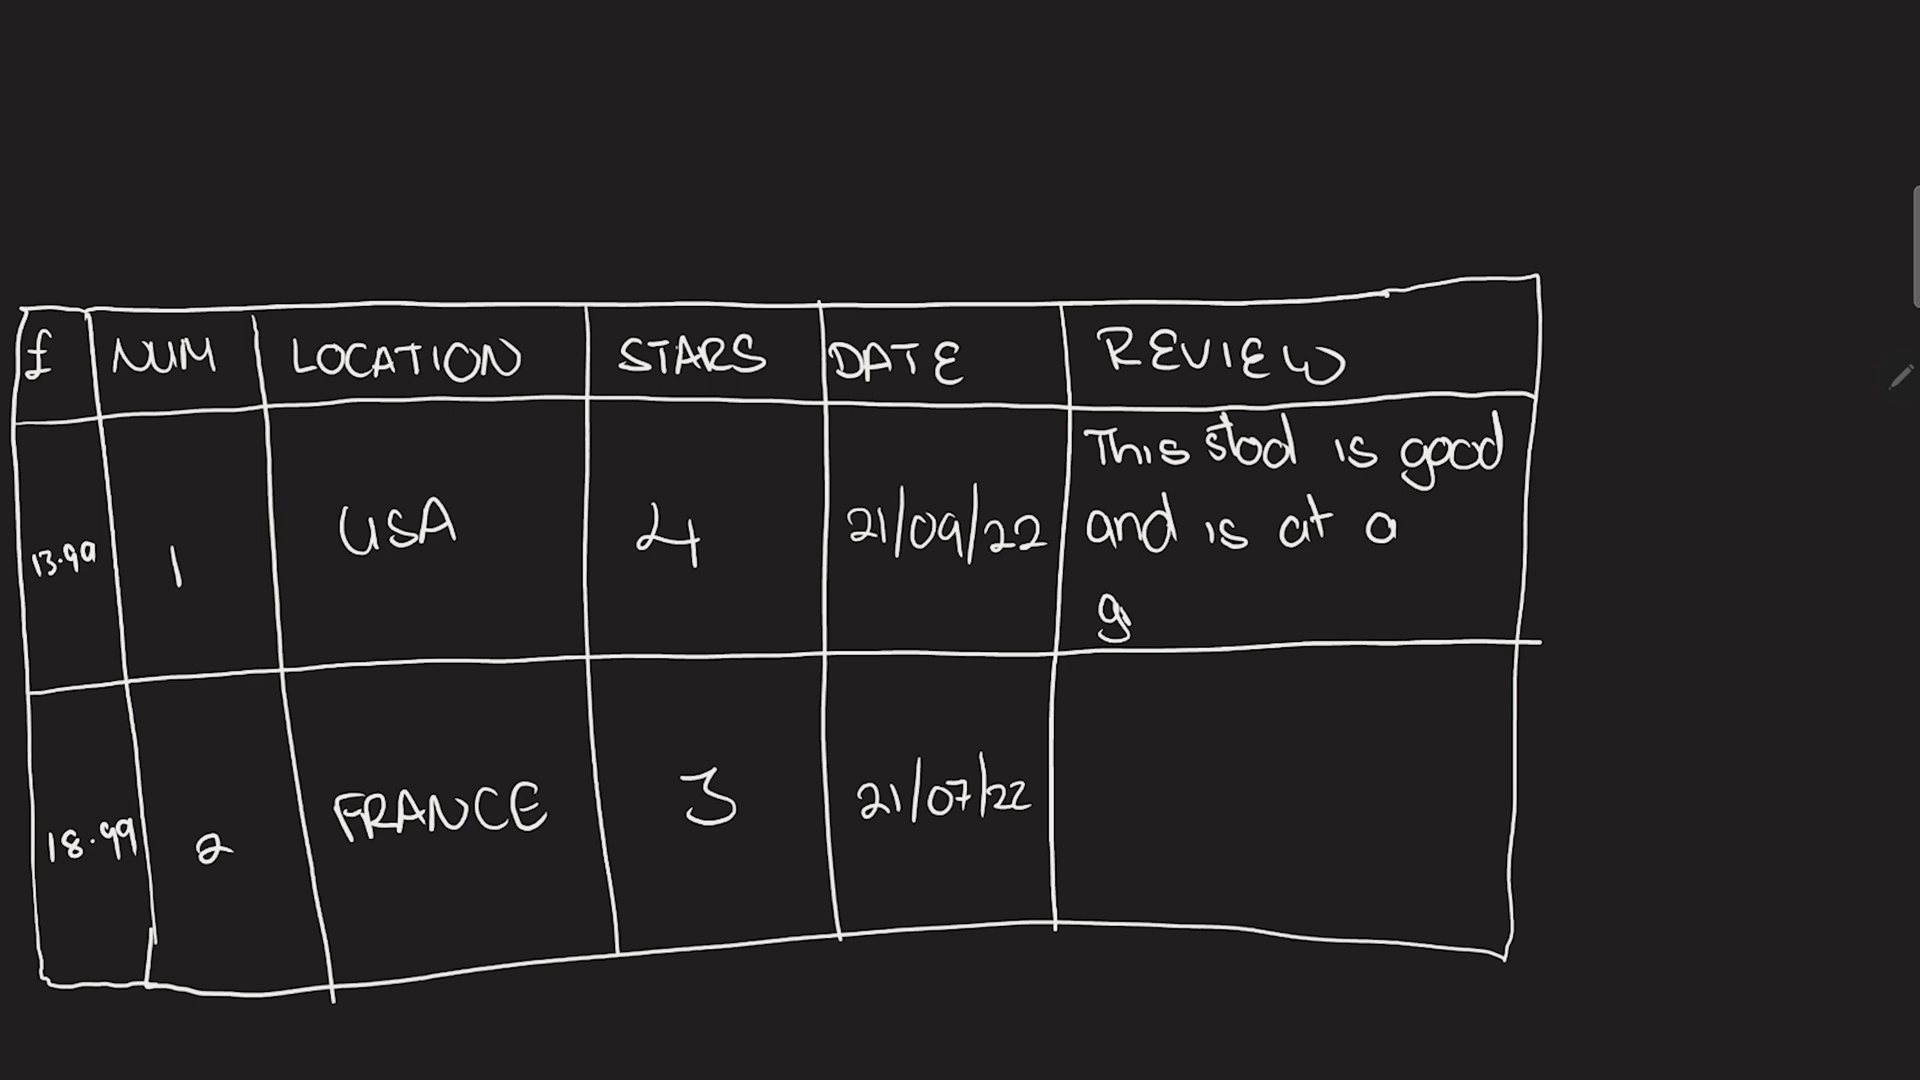 £ NUM LOCATION STARS DATE REVIEW
This stool is good
13.99 1 USA 4 21/09/22 and is at a
g
18.99 2 FRANCE 3 21/07/22